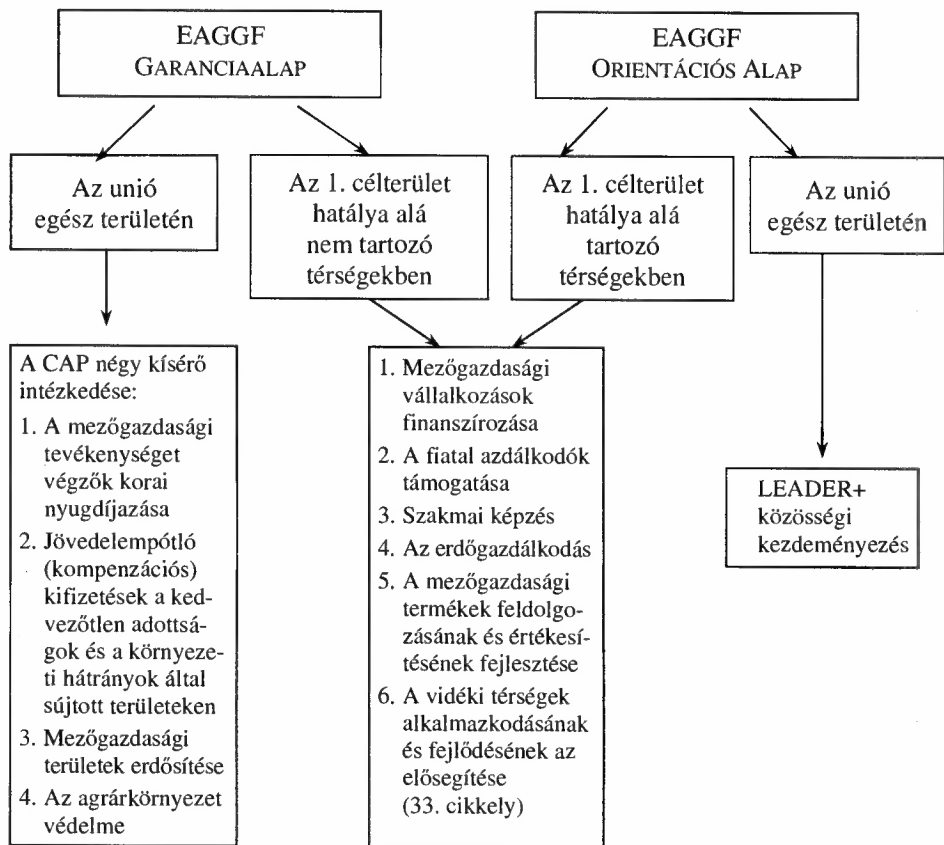 EAGGF
GARANCIAALAP
EAGGF
ORIENTÁCIÓS ALAP
Az unió
egész területén
Az 1. célterület
hatálya alá
nem tartozó
térségekben
Az 1. célterület
hatálya alá
tartozó
térségekben
Az unió
egész területén
A CAP négy kísérő
intézkedése:
1. A mezőgazdasági
tevékenységet
végzők korai
nyugdíjazása
2. Jövedelempótló
(kompenzációs)
kifizetések a ked-
vezőtlen adottsá-
gok és a környeze-
ti hátrányok által
sújtott területeken
3. Mezőgazdasági
területek erdősítése
4. Az agrárkörnyezet
védelme
1. Mezőgazdasági
vállalkozások
finanszírozása
2. A fiatal azdálkodók
támogatása
3. Szakmai képzés
4. Az erdőgazdálkodás
5. A mezőgazdasági
termékek feldolgo-
zásának és értékesí-
tésének fejlesztése
6. A vidéki térségek
alkalmazkodásának
és fejlődésének az
elősegítése
(33. cikkely)
LEADER+
közösségi
kezdeményezés